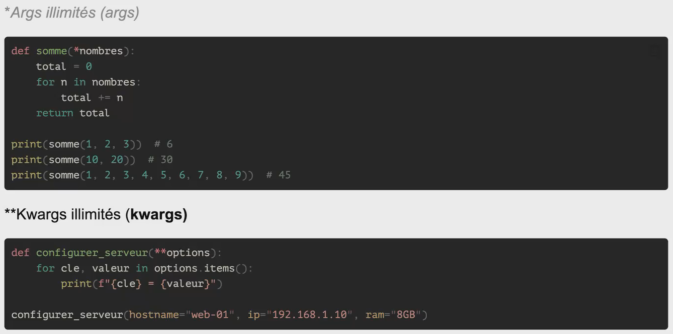 *Args illimités (args)
def somme(*nombres):
    total = 0
    for n in nombres:
        total += n
    return total
print(somme(1, 2, 3))  # 6
print(somme(10, 20))  # 30
print(somme(1, 2, 3, 4, 5, 6, 7, 8, 9))  # 45
**Kwargs illimités (kwargs)
def configurer_serveur(**options):
    for cle, valeur in options.items():
        print(f"{cle} = {valeur}")
configurer_serveur(hostname="web-01", ip="192.168.1.10", ram="8GB")